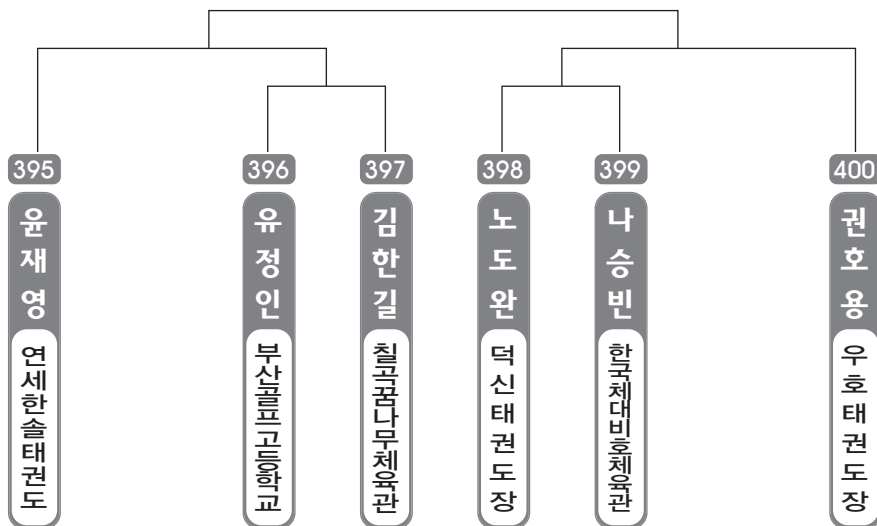 395
윤재영
연세한솔태권도
396
유정인
부산골프고등학교
397
김한길
칠곡꿈나무체육관
398
노도완
덕신태권도장
399
나승빈
한국체대비호체육관
400
권호용
우호태권도장